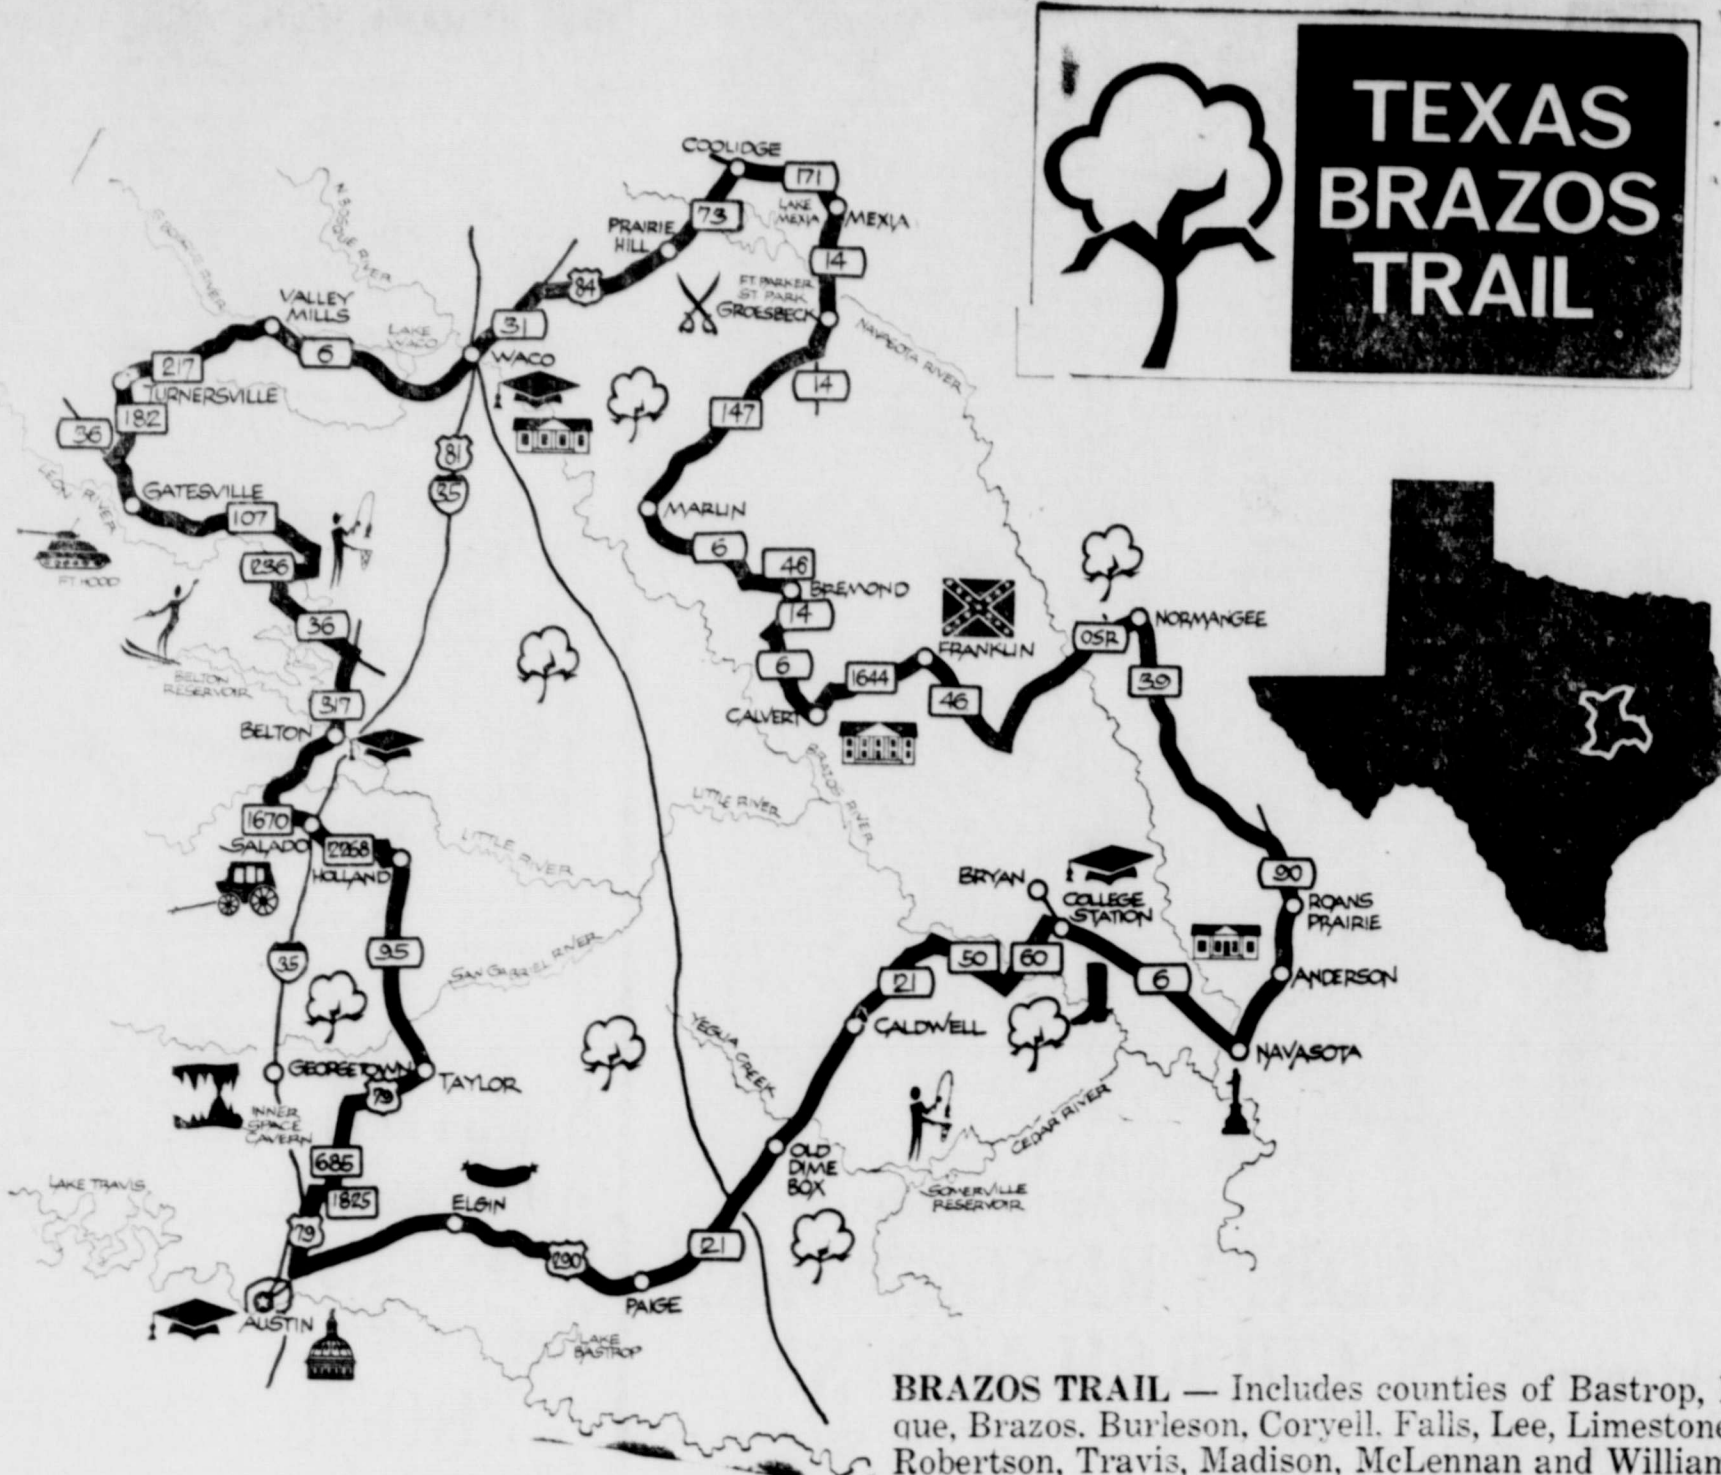 TEXAS
BRAZOS
TRAIL
COOLIDGE
171
LAKE
MEXIA
MEXIA
73
PRAIRIE
HILL
14
84
FT. PARKER
ST. PARK
GROESBECK
N. BOSQUE RIVER
VALLEY
MILLS
LAKE
WACO
31
WACO
6
217
TURNERSVILLE
182
36
14
147
NAVASOTA RIVER
81
35
LEON RIVER
GATESVILLE
107
MARLIN
FT. HOOD
236
6
46
BREMOND
14
36
FRANKLIN
OSR
NORMANGEE
6
1644
46
39
BELTON
RESERVOIR
317
BELTON
CALVERT
BRAZOS RIVER
LITTLE RIVER
1670
SALADO
2268
HOLLAND
LITTLE RIVER
BRYAN
COLLEGE
STATION
90
ROANS
PRAIRIE
35
95
SAN GABRIEL RIVER
21
50
60
6
ANDERSON
CALDWELL
YEGUA CREEK
NAVASOTA
GEORGETOWN
TAYLOR
79
INNER
SPACE
CAVERN
685
1825
79
CEDAR RIVER
OLD
DIME
BOX
SOMERVILLE
RESERVOIR
LAKE TRAVIS
ELGIN
290
21
PAIGE
AUSTIN
LAKE
BASTROP
BRAZOS TRAIL — Includes counties of Bastrop,
que, Brazos. Burleson, Coryell. Falls, Lee, Limestone
Robertson, Travis, Madison, McLennan and William